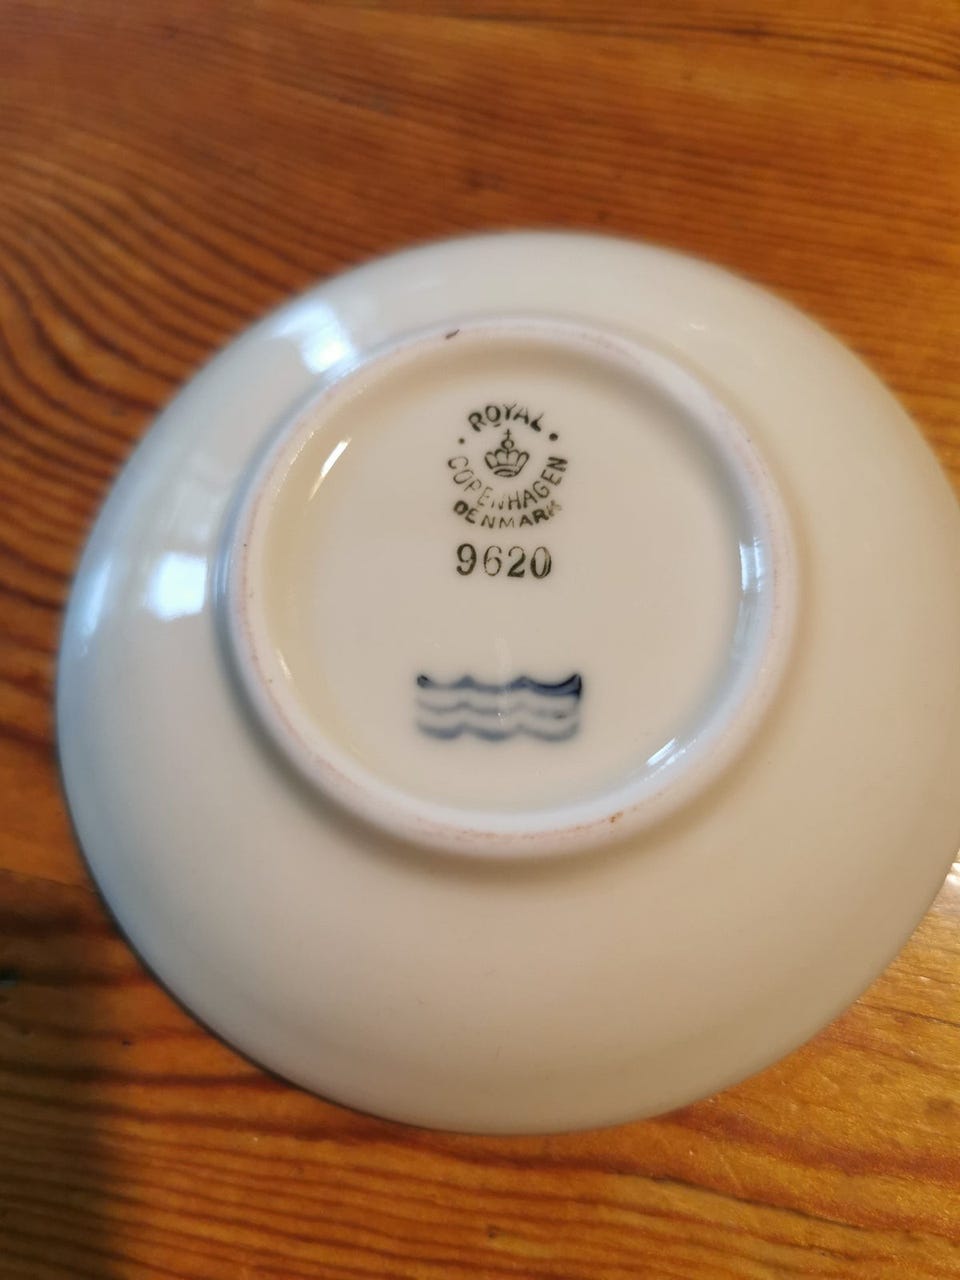 ROYAL
COPENHAGEN
DENMARK
9620